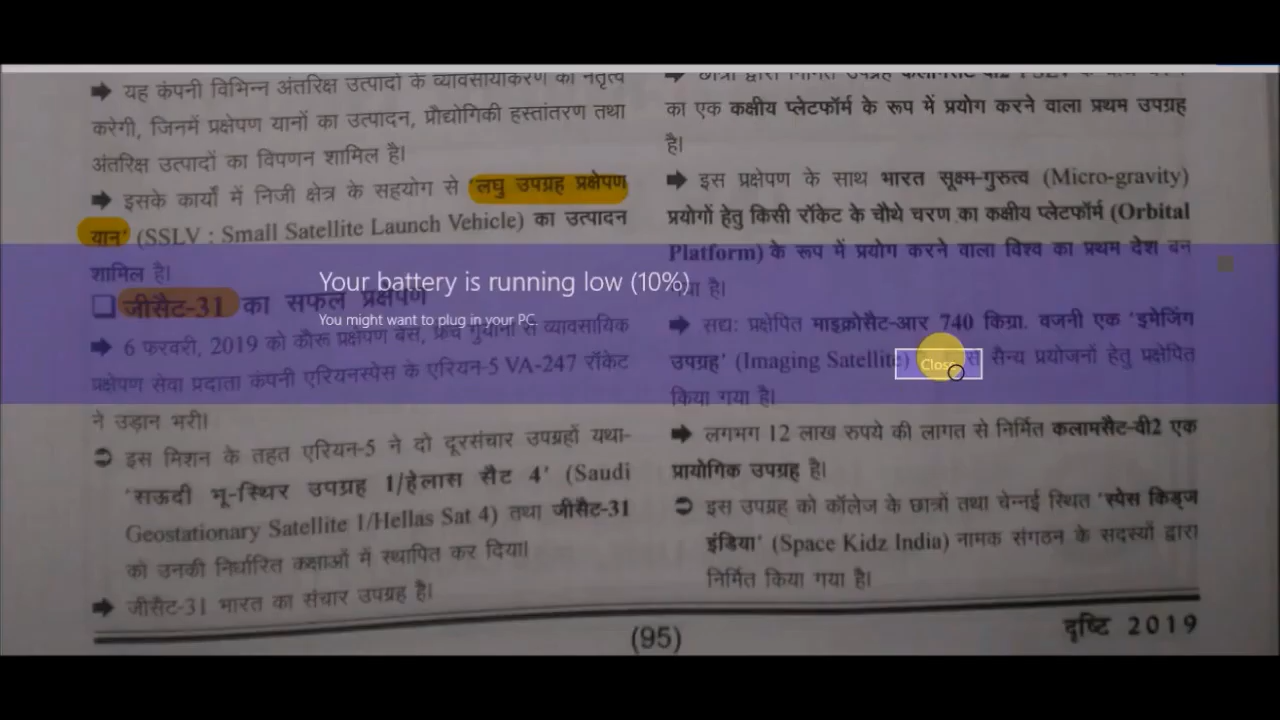 ➡ यह कंपनी विभिन्न अंतरिक्ष उत्पादों के व्यावसायीकरण का नेतृत्व
करेगी, जिनमें प्रक्षेपण यानों का उत्पादन, प्रौद्योगिकी हस्तांतरण तथा
अंतरिक्ष उत्पादों का विपणन शामिल है।
➡ इसके कार्यों में निजी क्षेत्र के सहयोग से 'लघु उपग्रह प्रक्षेपण
यान' (SSLV : Small Satellite Launch Vehicle) का उत्पादन
शामिल है।
❑ जीसैट-31 का सफल प्रक्षेपण
➡ 6 फरवरी, 2019 को कौरू प्रक्षेपण बेस, फ्रेंच गुयाना से व्यावसायिक
प्रक्षेपण सेवा प्रदाता कंपनी एरियनस्पेस के एरियन-5 VA-247 रॉकेट
ने उड़ान भरी।
➲ इस मिशन के तहत एरियन-5 ने दो दूरसंचार उपग्रहों यथा-
'सऊदी भू-स्थिर उपग्रह 1/हेलास सैट 4' (Saudi
Geostationary Satellite 1/Hellas Sat 4) तथा जीसैट-31
को उनकी निर्धारित कक्षाओं में स्थापित कर दिया।
➡ जीसैट-31 भारत का संचार उपग्रह है।
➡ छात्रों द्वारा निर्मित उपग्रह कलामसैट-वी2 PSLV के चौथे चरण
का एक कक्षीय प्लेटफॉर्म के रूप में प्रयोग करने वाला प्रथम उपग्रह
है।
➡ इस प्रक्षेपण के साथ भारत सूक्ष्म-गुरुत्व (Micro-gravity)
प्रयोगों हेतु किसी रॉकेट के चौथे चरण का कक्षीय प्लेटफॉर्म (Orbital
Platform) के रूप में प्रयोग करने वाला विश्व का प्रथम देश बन
गया है।
➡ सद्य: प्रक्षेपित माइक्रोसैट-आर 740 किग्रा. वजनी एक 'इमेजिंग
उपग्रह' (Imaging Satellite) सैन्य प्रयोजनों हेतु प्रक्षेपित
किया गया है।
➡ लगभग 12 लाख रुपये की लागत से निर्मित कलामसैट-वी2 एक
प्रायोगिक उपग्रह है।
➲ इस उपग्रह को कॉलेज के छात्रों तथा चेन्नई स्थित 'स्पेस किड्ज
इंडिया' (Space Kidz India) नामक संगठन के सदस्यों द्वारा
निर्मित किया गया है।
(95)
दृष्टि 2019
Your battery is running low (10%)
You might want to plug in your PC.
Close